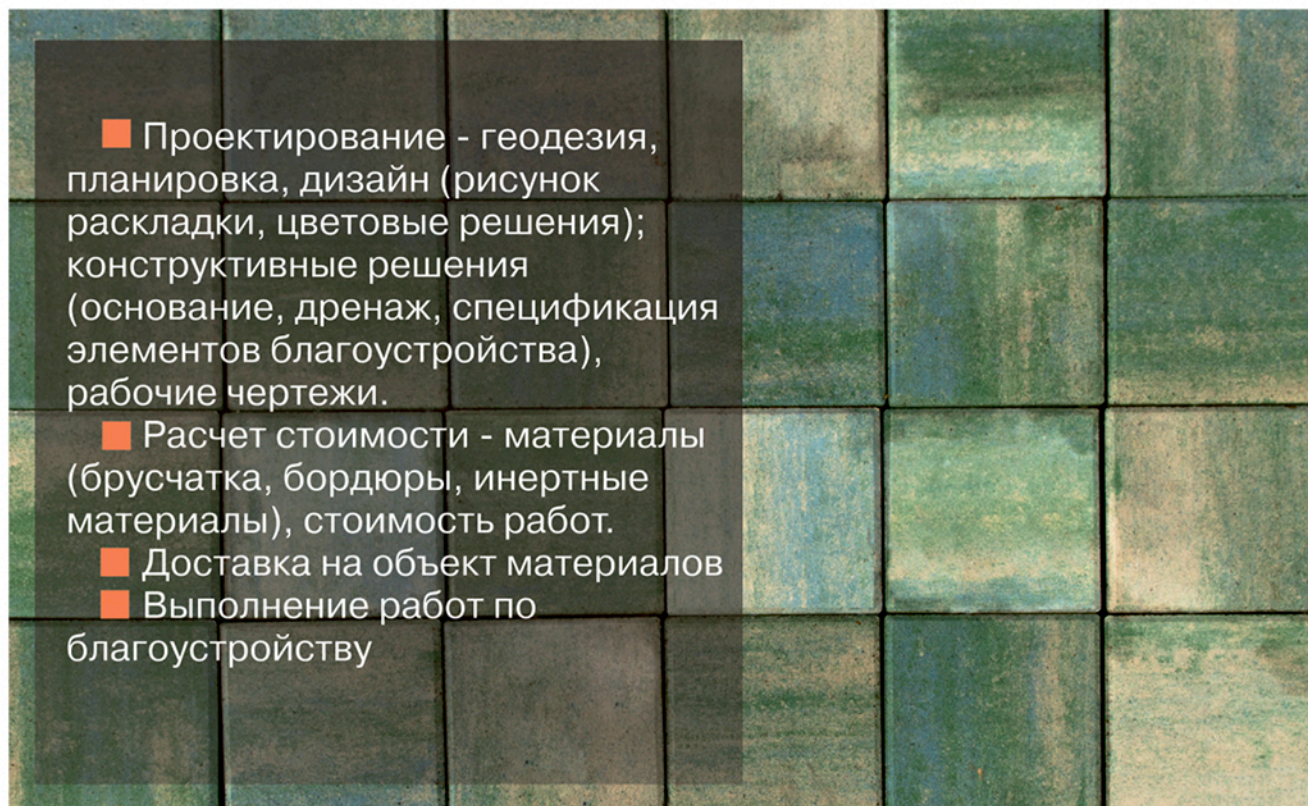 Проектирование - геодезия,
планировка, дизайн (рисунок
раскладки, цветовые решения);
конструктивные решения
(основание, дренаж, спецификация
элементов благоустройства),
рабочие чертежи.
Расчет стоимости - материалы
(брусчатка, бордюры, инертные
материалы), стоимость работ.
Доставка на объект материалов
Выполнение работ по
благоустройству